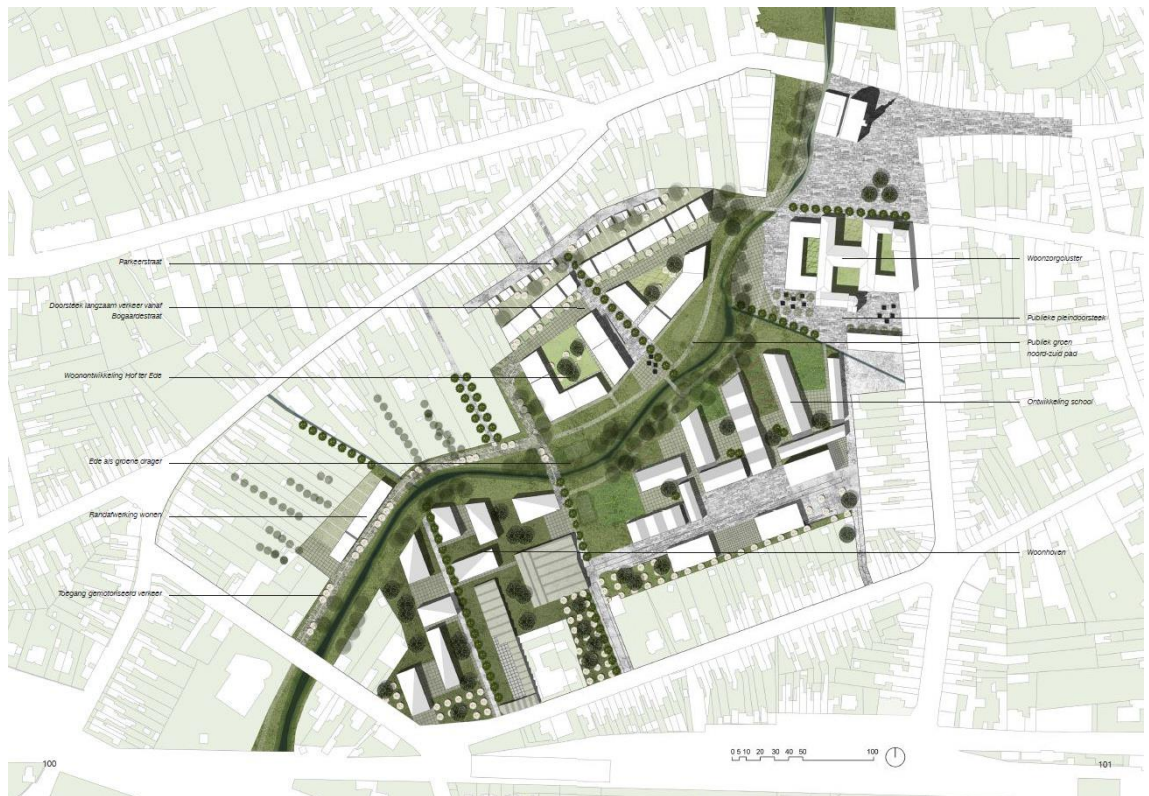 Parkeerstraat
Doorsteek langzaam verkeer vanaf
Bogaardestraat
Woonontwikkeling Hof ter Ede
Ede als groene drager
Randafwerking wonen
Toegang gemotoriseerd verkeer
Woonzorgcluster
Publieke pleindoorsteek
Publiek groen
noord-zuid pad
Ontwikkeling school
Woonhoven
0 5 10 20 30 40 50 100
100
101